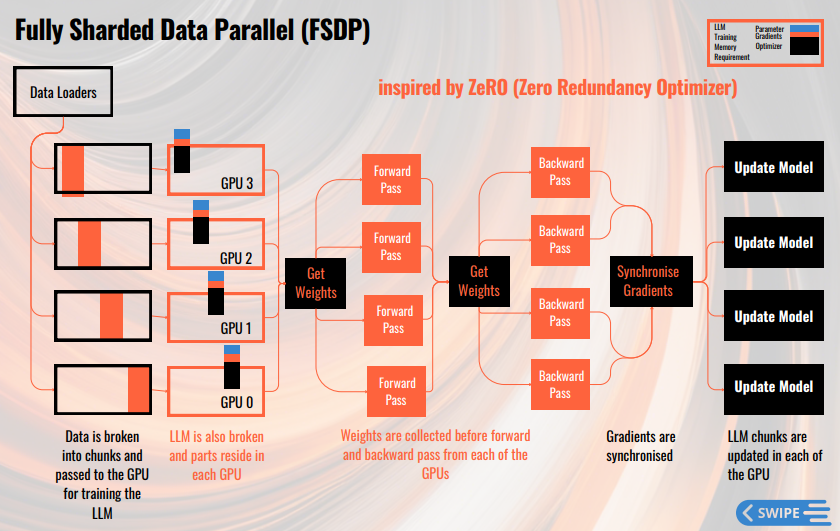 Fully Sharded Data Parallel (FSDP)
LLM
Training
Memory
Requirement
Parameter
Gradients
Optimizer
inspired by ZeRO (Zero Redundancy Optimizer)
Data Loaders
GPU 3
GPU 2
GPU 1
GPU 0
Get
Weights
Forward
Pass
Forward
Pass
Forward
Pass
Forward
Pass
Get
Weights
Backward
Pass
Backward
Pass
Backward
Pass
Backward
Pass
Synchronise
Gradients
Update Model
Update Model
Update Model
Update Model
Data is broken
into chunks and
passed to the GPU
for training the
LLM
LLM is also broken
and parts reside in
each GPU
Weights are collected before forward
and backward pass from each of the
GPUs
Gradients are
synchronised
LLM chunks are
updated in each of
the GPU
SWIPE